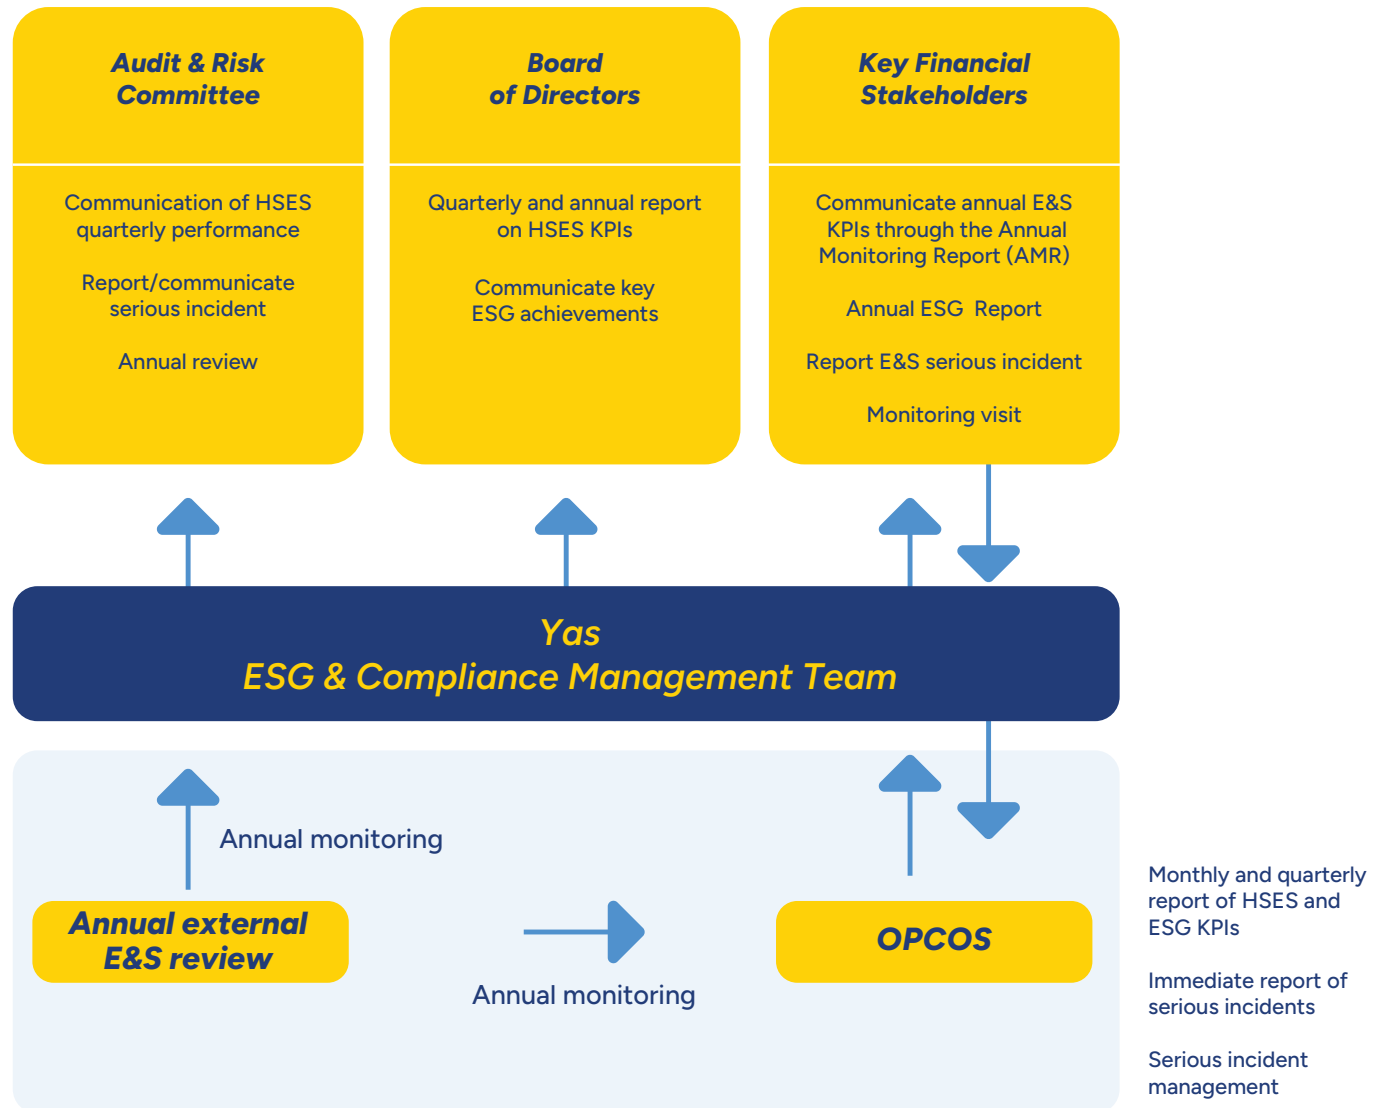 Audit & Risk
Committee
Communication of HSES
quarterly performance
Report/communicate
serious incident
Annual review
Board
of Directors
Quarterly and annual report
on HSES KPIs
Communicate key
ESG achievements
Key Financial
Stakeholders
Communicate annual E&S
KPIs through the Annual
Monitoring Report (AMR)
Annual ESG Report
Report E&S serious incident
Monitoring visit
Yas
ESG & Compliance Management Team
Annual monitoring
Annual external
E&S review
Annual monitoring
OPCOS
Monthly and quarterly
report of HSES and
ESG KPIs
Immediate report of
serious incidents
Serious incident
management